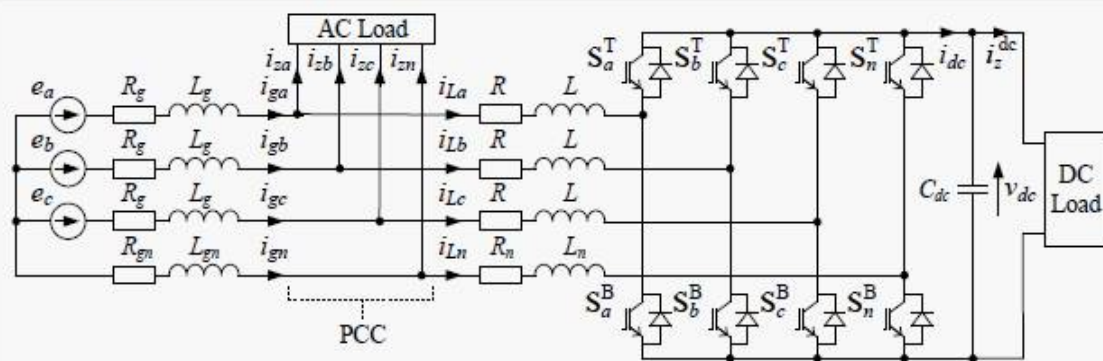 AC Load
i_za i_zb i_zc i_zn
S_a^T S_b^T S_c^T S_n^T i_dc i_z^dc
e_a R_g L_g i_ga i_La R L
e_b R_g L_g i_gb i_Lb R L
e_c R_g L_g i_gc i_Lc R L
C_dc v_dc DC Load
R_gn L_gn i_gn i_Ln R_n L_n
S_a^B S_b^B S_c^B S_n^B
PCC